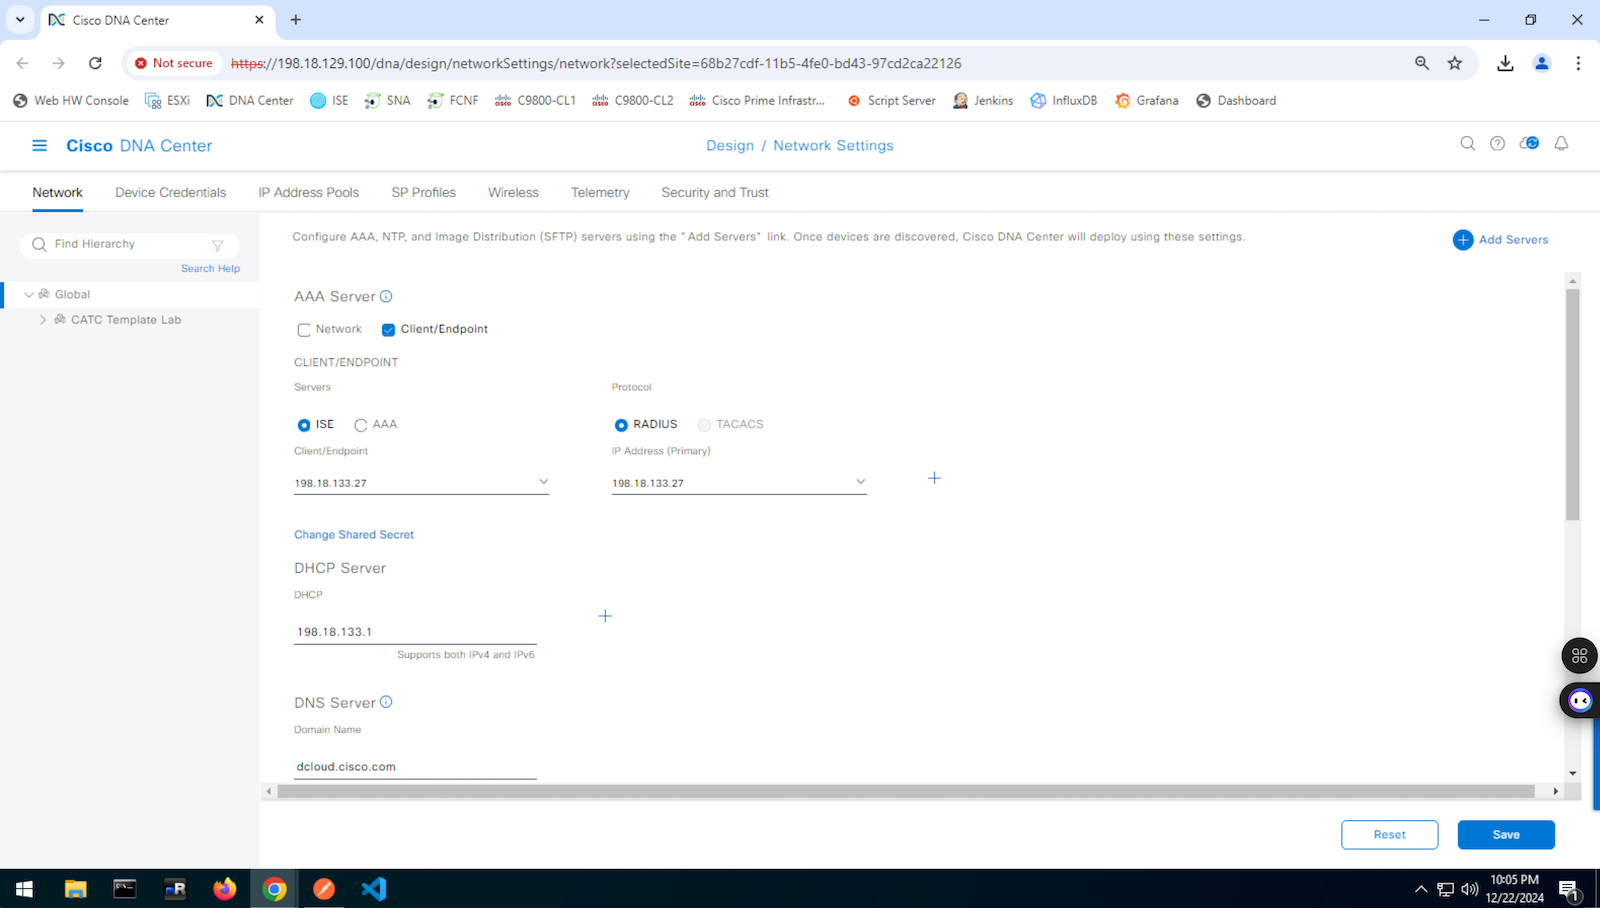 Cisco DNA Center
Not secure
https://198.18.129.100/dna/design/networkSettings/network?selectedSite=68b27cdf-11b5-4fe0-bd43-97cd2ca22126
Web HW Console ESXi DNA Center ISE SNA FCNF C9800-CL1 C9800-CL2 Cisco Prime Infrastr... Script Server Jenkins InfluxDB Grafana Dashboard
Cisco DNA Center
Design / Network Settings
Network Device Credentials IP Address Pools SP Profiles Wireless Telemetry Security and Trust
Find Hierarchy
Search Help
Global
CATC Template Lab
Configure AAA, NTP, and Image Distribution (SFTP) servers using the "Add Servers" link. Once devices are discovered, Cisco DNA Center will deploy using these settings.
Add Servers
AAA Server
Network Client/Endpoint
CLIENT/ENDPOINT
Servers Protocol
ISE AAA RADIUS TACACS
Client/Endpoint IP Address (Primary)
198.18.133.27 198.18.133.27
Change Shared Secret
DHCP Server
DHCP
198.18.133.1
Supports both IPv4 and IPv6
DNS Server
Domain Name
dcloud.cisco.com
Reset Save
10:05 PM
12/22/2024
1